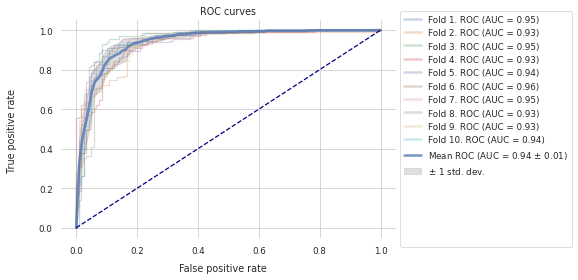 ROC curves
1.0
0.8
0.6
0.4
0.2
0.0
True positive rate
0.0 0.2 0.4 0.6 0.8 1.0
False positive rate
Fold 1. ROC (AUC = 0.95)
Fold 2. ROC (AUC = 0.93)
Fold 3. ROC (AUC = 0.95)
Fold 4. ROC (AUC = 0.93)
Fold 5. ROC (AUC = 0.94)
Fold 6. ROC (AUC = 0.96)
Fold 7. ROC (AUC = 0.95)
Fold 8. ROC (AUC = 0.93)
Fold 9. ROC (AUC = 0.93)
Fold 10. ROC (AUC = 0.94)
Mean ROC (AUC = 0.94 ± 0.01)
± 1 std. dev.